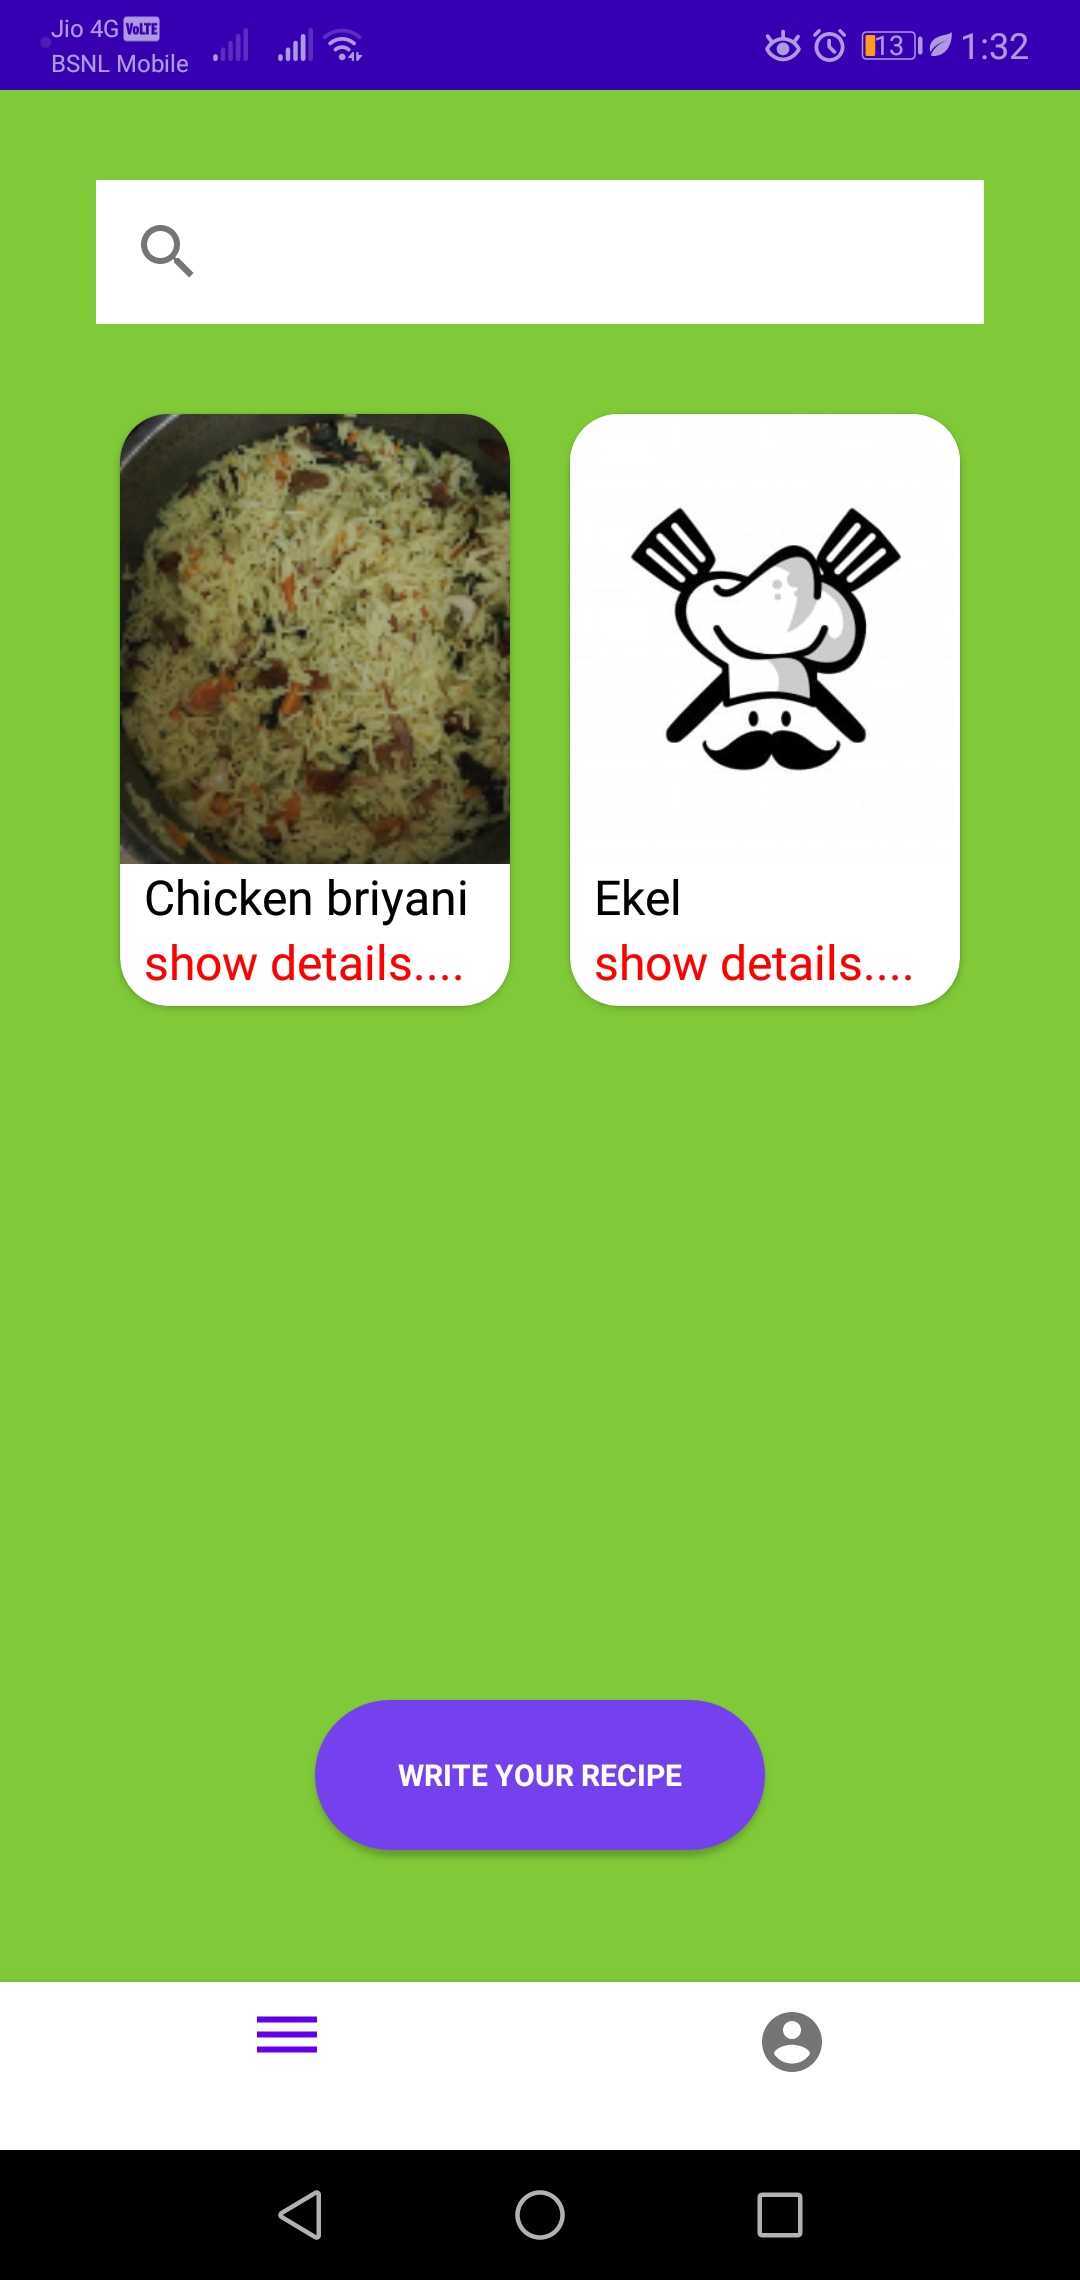 Jio 4G VoLTE
BSNL Mobile
13
1:32
Chicken briyani
show details....
Ekel
show details....
WRITE YOUR RECIPE